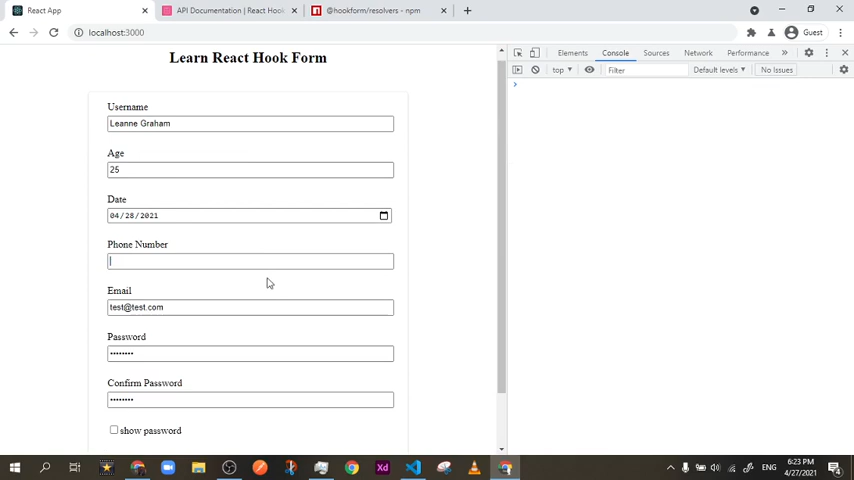 React App
API Documentation | React Hook
@hookform/resolvers - npm
localhost:3000
Guest
Learn React Hook Form
Username
Leanne Graham
Age
25
Date
04/28/2021
Phone Number
Email
test@test.com
Password
••••••••
Confirm Password
••••••••
show password
Elements
Console
Sources
Network
Performance
top
Filter
Default levels
No Issues
Xd
ENG
6:23 PM
4/27/2021
4